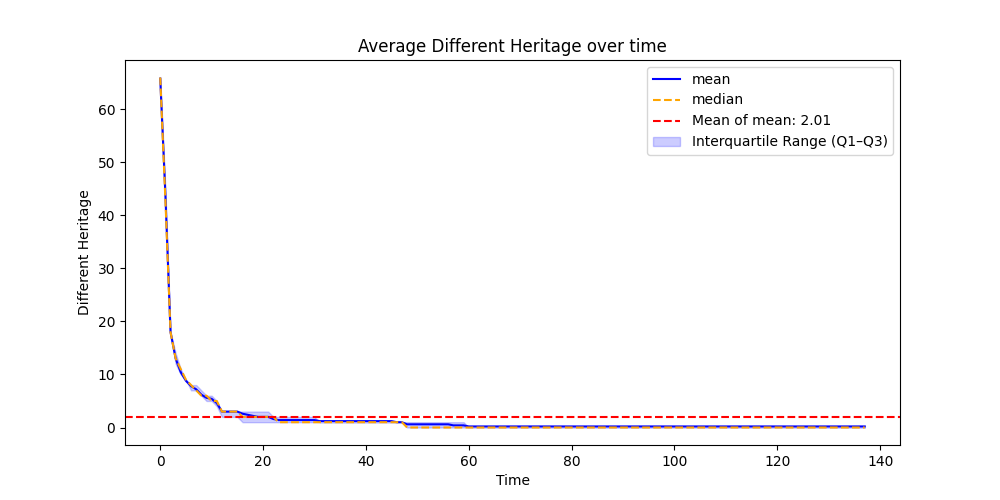 Average Different Heritage over time
mean
median
Mean of mean: 2.01
Interquartile Range (Q1–Q3)
Different Heritage
60
50
40
30
20
10
0
0 20 40 60 80 100 120 140
Time